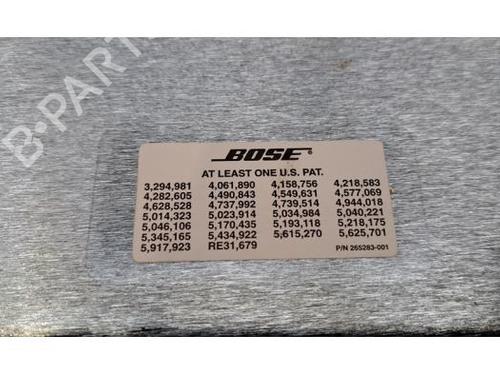 B-PARTS
BOSE
AT LEAST ONE U.S. PAT.
3,294,981 4,061,890 4,158,756 4,218,583
4,282,605 4,490,843 4,549,631 4,577,069
4,628,528 4,737,992 4,739,514 4,944,018
5,014,323 5,023,914 5,034,984 5,040,221
5,046,106 5,170,435 5,193,118 5,218,175
5,345,165 5,434,922 5,615,270 5,625,701
5,917,923 RE31,679 P/N 265283-001